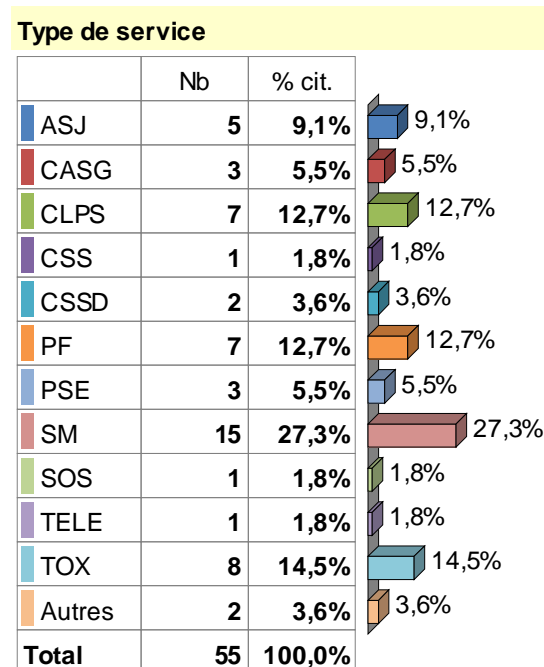 Type de service
Nb % cit.
ASJ 5 9,1% 9,1%
CASG 3 5,5% 5,5%
CLPS 7 12,7% 12,7%
CSS 1 1,8% 1,8%
CSSD 2 3,6% 3,6%
PF 7 12,7% 12,7%
PSE 3 5,5% 5,5%
SM 15 27,3% 27,3%
SOS 1 1,8% 1,8%
TELE 1 1,8% 1,8%
TOX 8 14,5% 14,5%
Autres 2 3,6% 3,6%
Total 55 100,0%